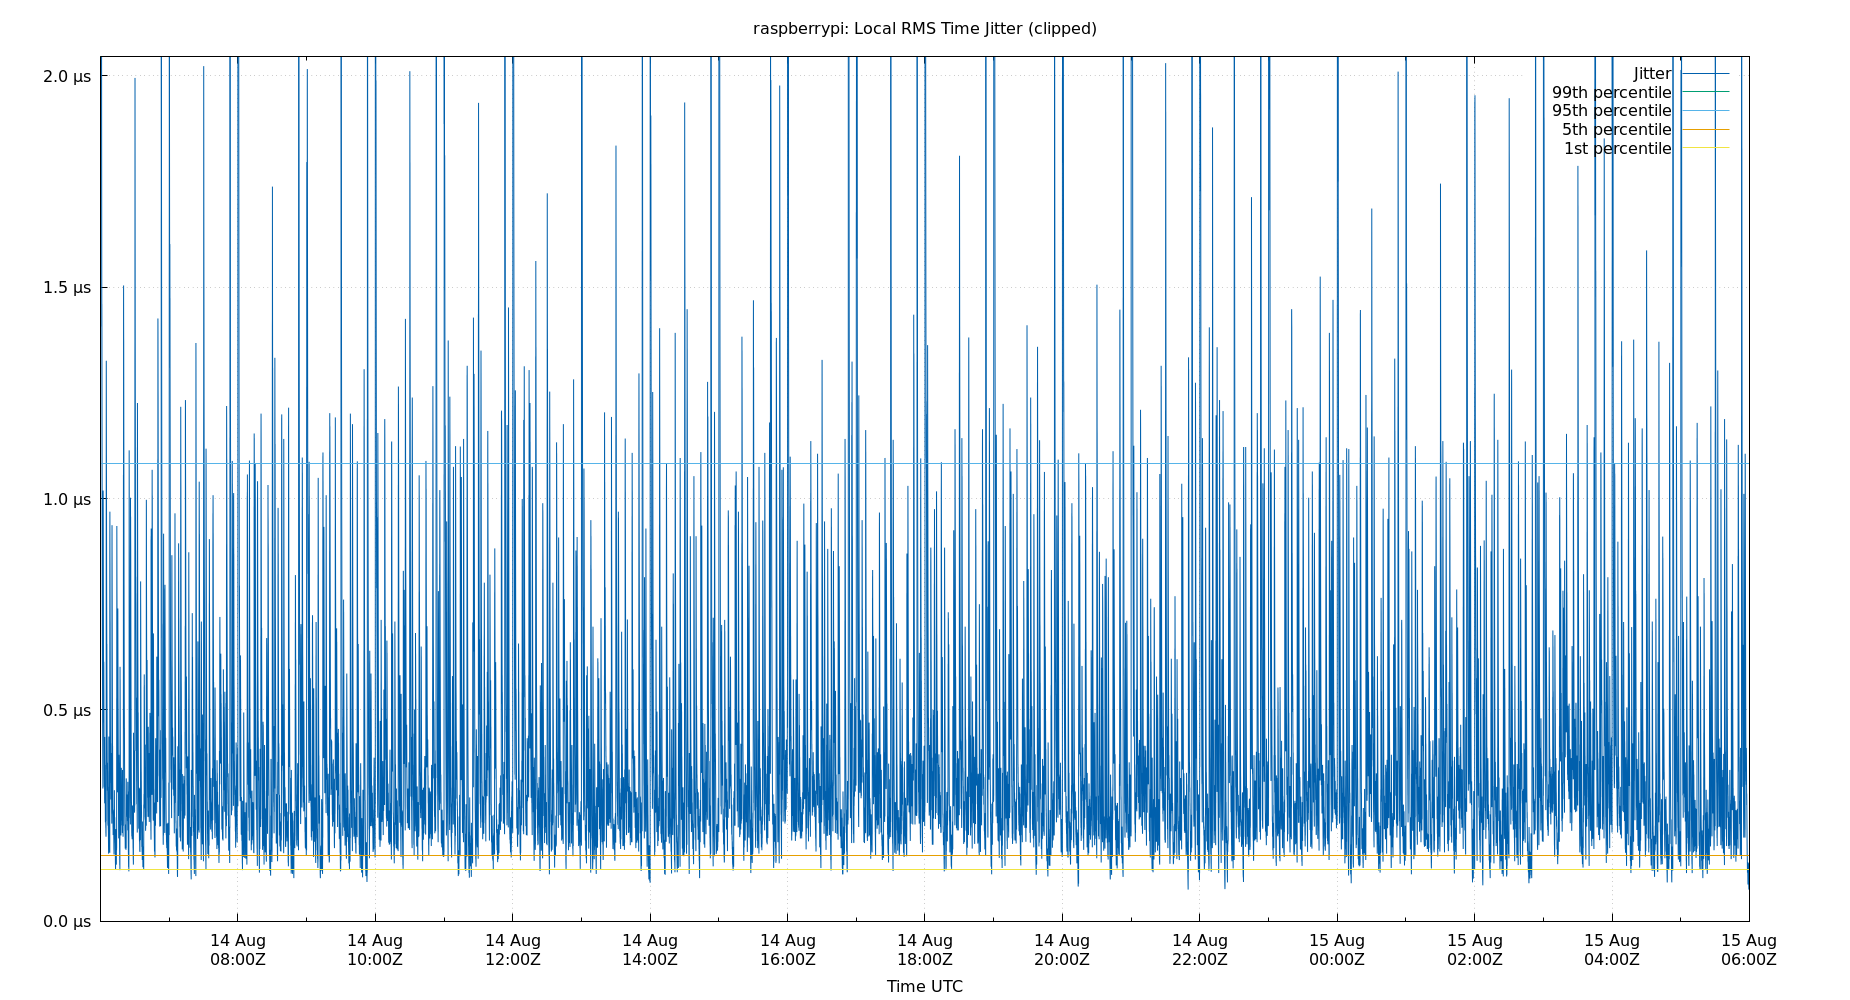 raspberrypi: Local RMS Time Jitter (clipped)
2.0 µs
1.5 µs
1.0 µs
0.5 µs
0.0 µs
Jitter
99th percentile
95th percentile
5th percentile
1st percentile
14 Aug 14 Aug 14 Aug 14 Aug 14 Aug 14 Aug 14 Aug 14 Aug 15 Aug 15 Aug 15 Aug 15 Aug
08:00Z 10:00Z 12:00Z 14:00Z 16:00Z 18:00Z 20:00Z 22:00Z 00:00Z 02:00Z 04:00Z 06:00Z
Time UTC